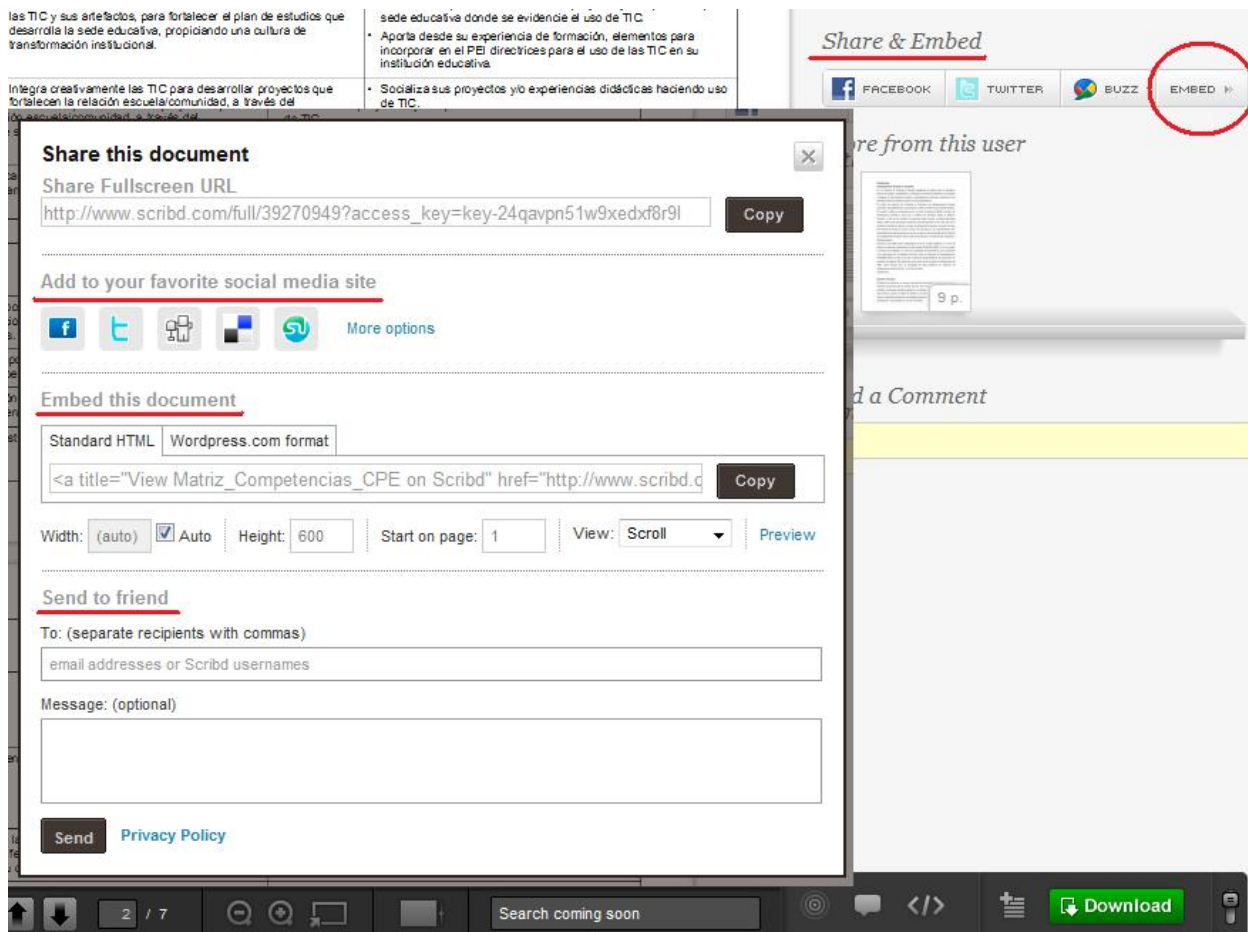 las TIC y sus artefactos, para fortalecer el plan de estudios que
desarrolla la sede educativa, propiciando una cultura de
transformación institucional.
sede educativa donde se evidencie el uso de TIC.
• Aporta desde su experiencia de formación, elementos para
incorporar en el PEI directrices para el uso de las TIC en su
institución educativa.
Integra creativamente las TIC para desarrollar proyectos que
fortalecen la relación escuela/comunidad, a través del
• Socializa sus proyectos y/o experiencias didácticas haciendo uso
de TIC.
Share & Embed
FACEBOOK TWITTER BUZZ EMBED
re from this user
9 p.
d a Comment
Share this document
Share Fullscreen URL
http://www.scribd.com/full/39270949?access_key=key-24qavpn51w9xedxf8r9l
Copy
Add to your favorite social media site
More options
Embed this document
Standard HTML Wordpress.com format
<a title="View Matriz_Competencias_CPE on Scribd" href="http://www.scribd.c
Copy
Width: (auto) Auto Height: 600 Start on page: 1 View: Scroll Preview
Send to friend
To: (separate recipients with commas)
email addresses or Scribd usernames
Message: (optional)
Send Privacy Policy
2 / 7 Search coming soon </> Download